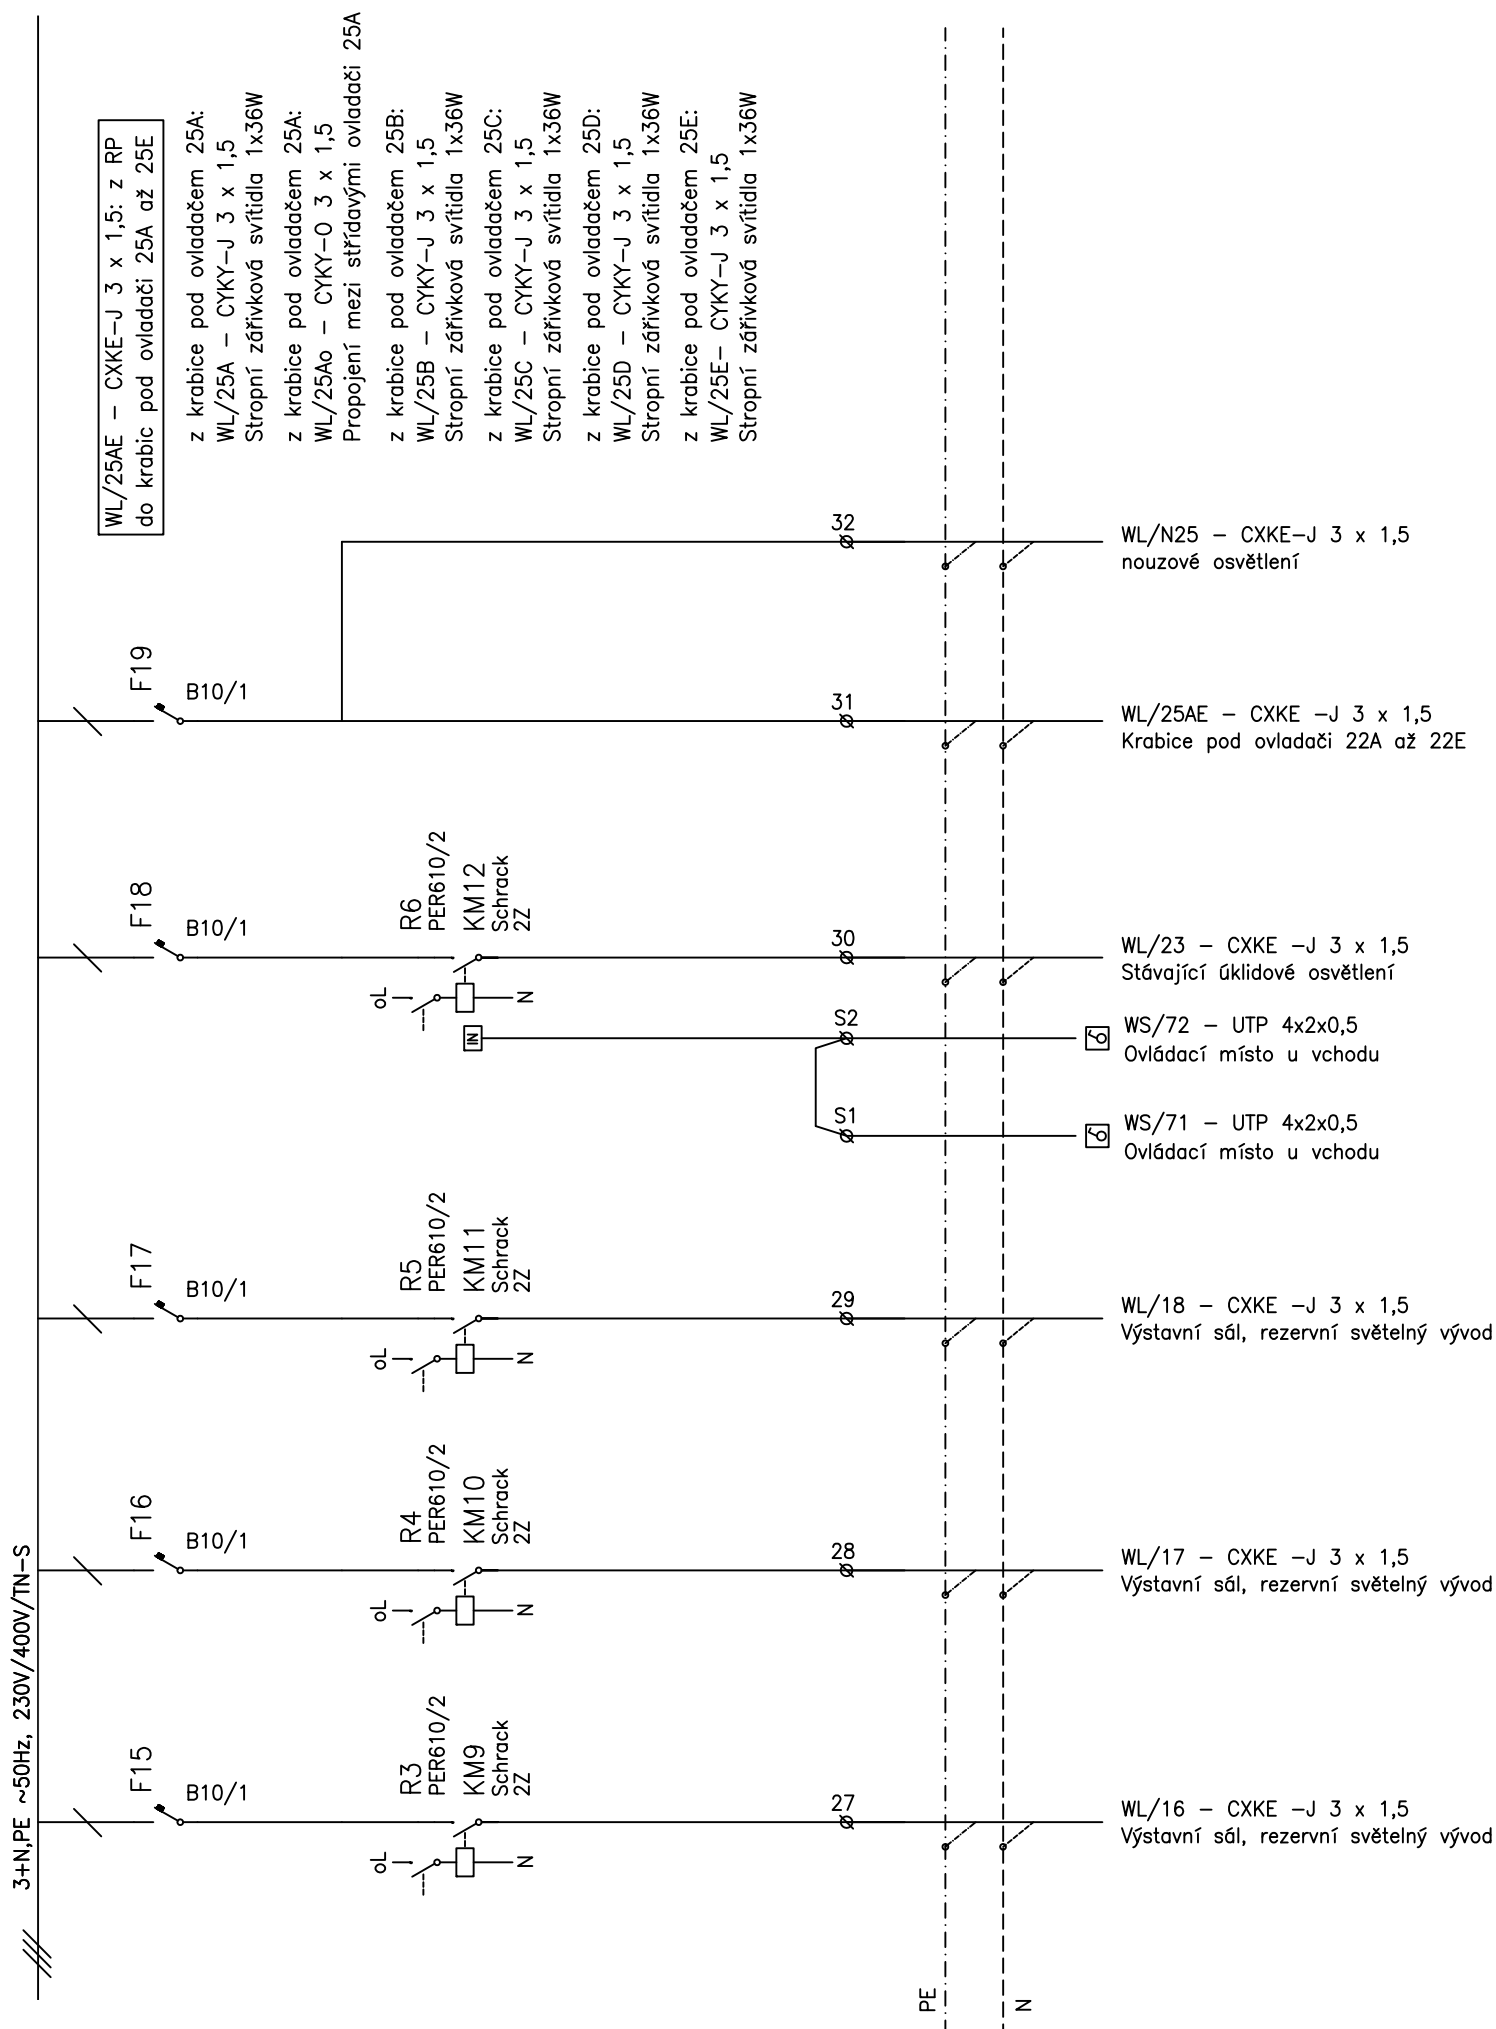 WL/25AE – CXKE–J 3 x 1,5: z RP
do krabic pod ovladači 25A až 25E
z krabice pod ovladačem 25A:
WL/25A – CYKY–J 3 x 1,5
Stropní zářivková svítidla 1x36W
z krabice pod ovladačem 25A:
WL/25Ao – CYKY–O 3 x 1,5
Propojení mezi střídavými ovladači 25A
z krabice pod ovladačem 25B:
WL/25B – CYKY–J 3 x 1,5
Stropní zářivková svítidla 1x36W
z krabice pod ovladačem 25C:
WL/25C – CYKY–J 3 x 1,5
Stropní zářivková svítidla 1x36W
z krabice pod ovladačem 25D:
WL/25D – CYKY–J 3 x 1,5
Stropní zářivková svítidla 1x36W
z krabice pod ovladačem 25E:
WL/25E– CYKY–J 3 x 1,5
Stropní zářivková svítidla 1x36W
32
WL/N25 – CXKE–J 3 x 1,5
nouzové osvětlení
F19
B10/1
31
WL/25AE – CXKE –J 3 x 1,5
Krabice pod ovladači 22A až 22E
F18
B10/1
R6
PER610/2
KM12
Schrack
2Z
oL
N
IN
30
WL/23 – CXKE –J 3 x 1,5
Stávající úklidové osvětlení
S2
WS/72 – UTP 4x2x0,5
Ovládací místo u vchodu
S1
WS/71 – UTP 4x2x0,5
Ovládací místo u vchodu
F17
B10/1
R5
PER610/2
KM11
Schrack
2Z
oL
N
29
WL/18 – CXKE –J 3 x 1,5
Výstavní sál, rezervní světelný vývod
F16
B10/1
R4
PER610/2
KM10
Schrack
2Z
oL
N
28
WL/17 – CXKE –J 3 x 1,5
Výstavní sál, rezervní světelný vývod
3+N,PE ~50Hz, 230V/400V/TN–S
F15
B10/1
R3
PER610/2
KM9
Schrack
2Z
oL
N
27
WL/16 – CXKE –J 3 x 1,5
Výstavní sál, rezervní světelný vývod
PE
N